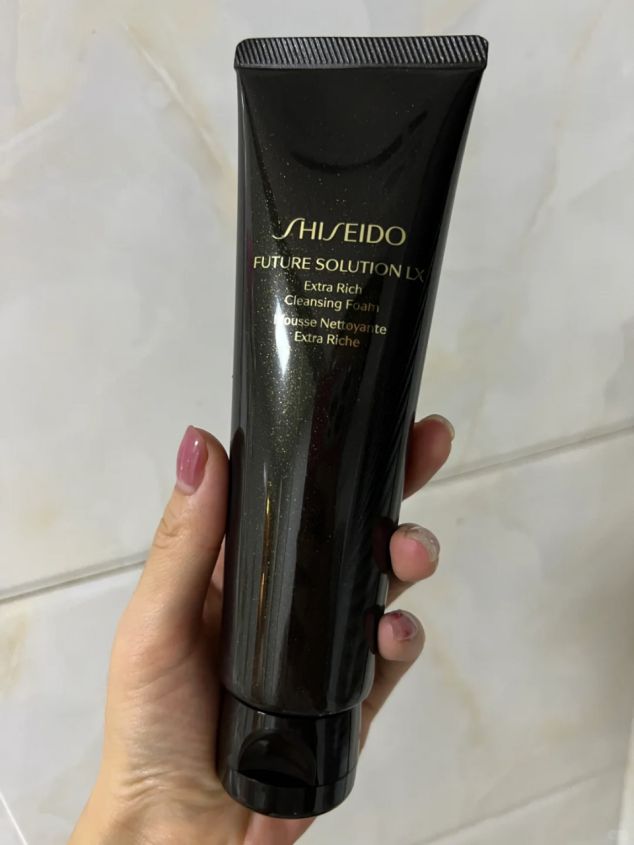 SHISEIDO
FUTURE SOLUTION LX
Extra Rich
Cleansing Foam
Mousse Nettoyante
Extra Riche